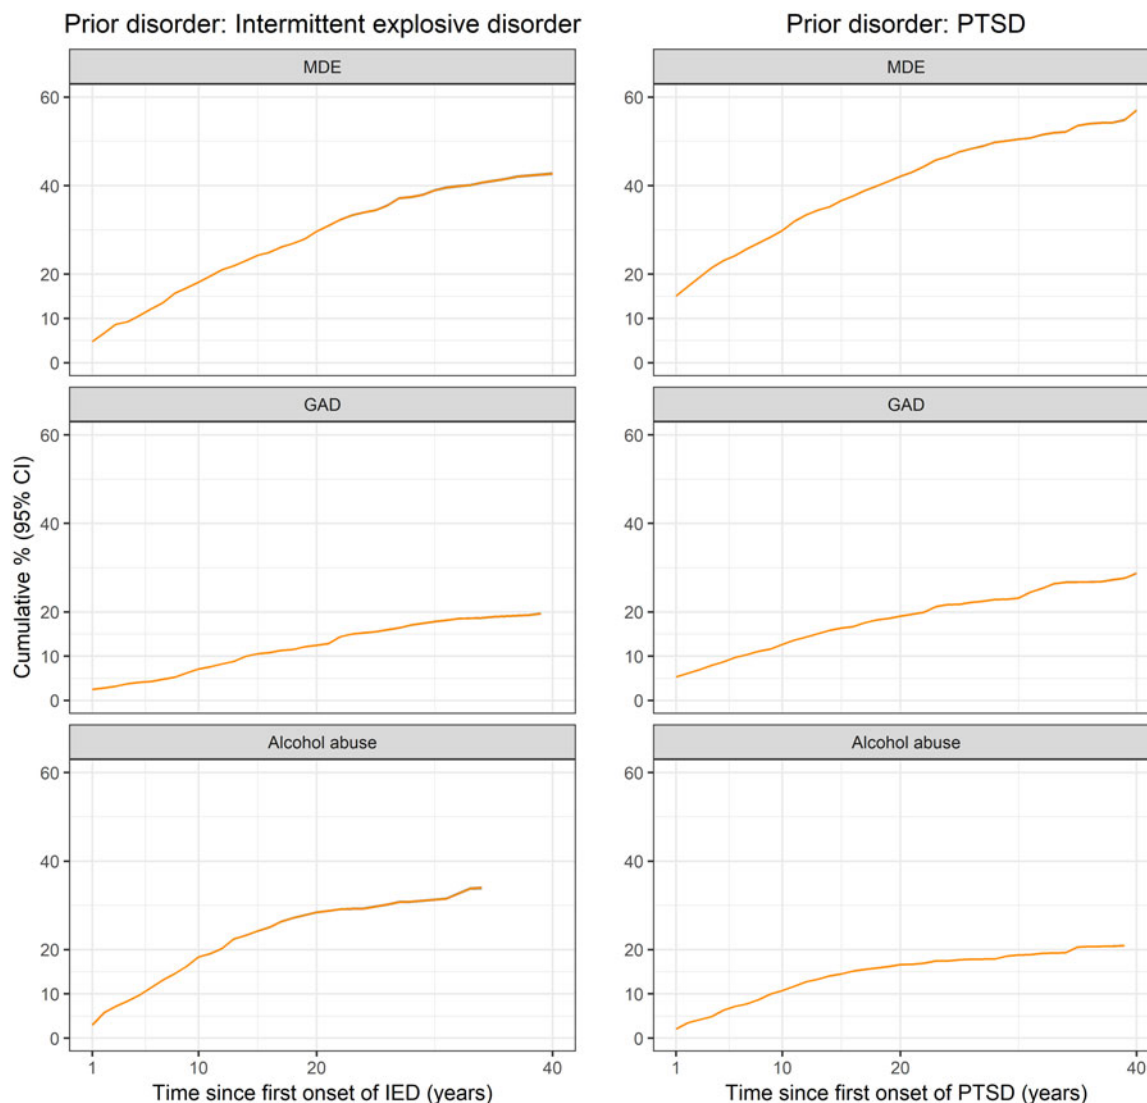 Prior disorder: Intermittent explosive disorder
Prior disorder: PTSD
MDE
MDE
60
40
20
10
0
60
40
20
10
0
GAD
GAD
Cumulative % (95% CI)
60
40
20
10
0
60
40
20
10
0
Alcohol abuse
Alcohol abuse
60
40
20
10
0
60
40
20
10
0
1 10 20 40
1 10 20 40
Time since first onset of IED (years)
Time since first onset of PTSD (years)